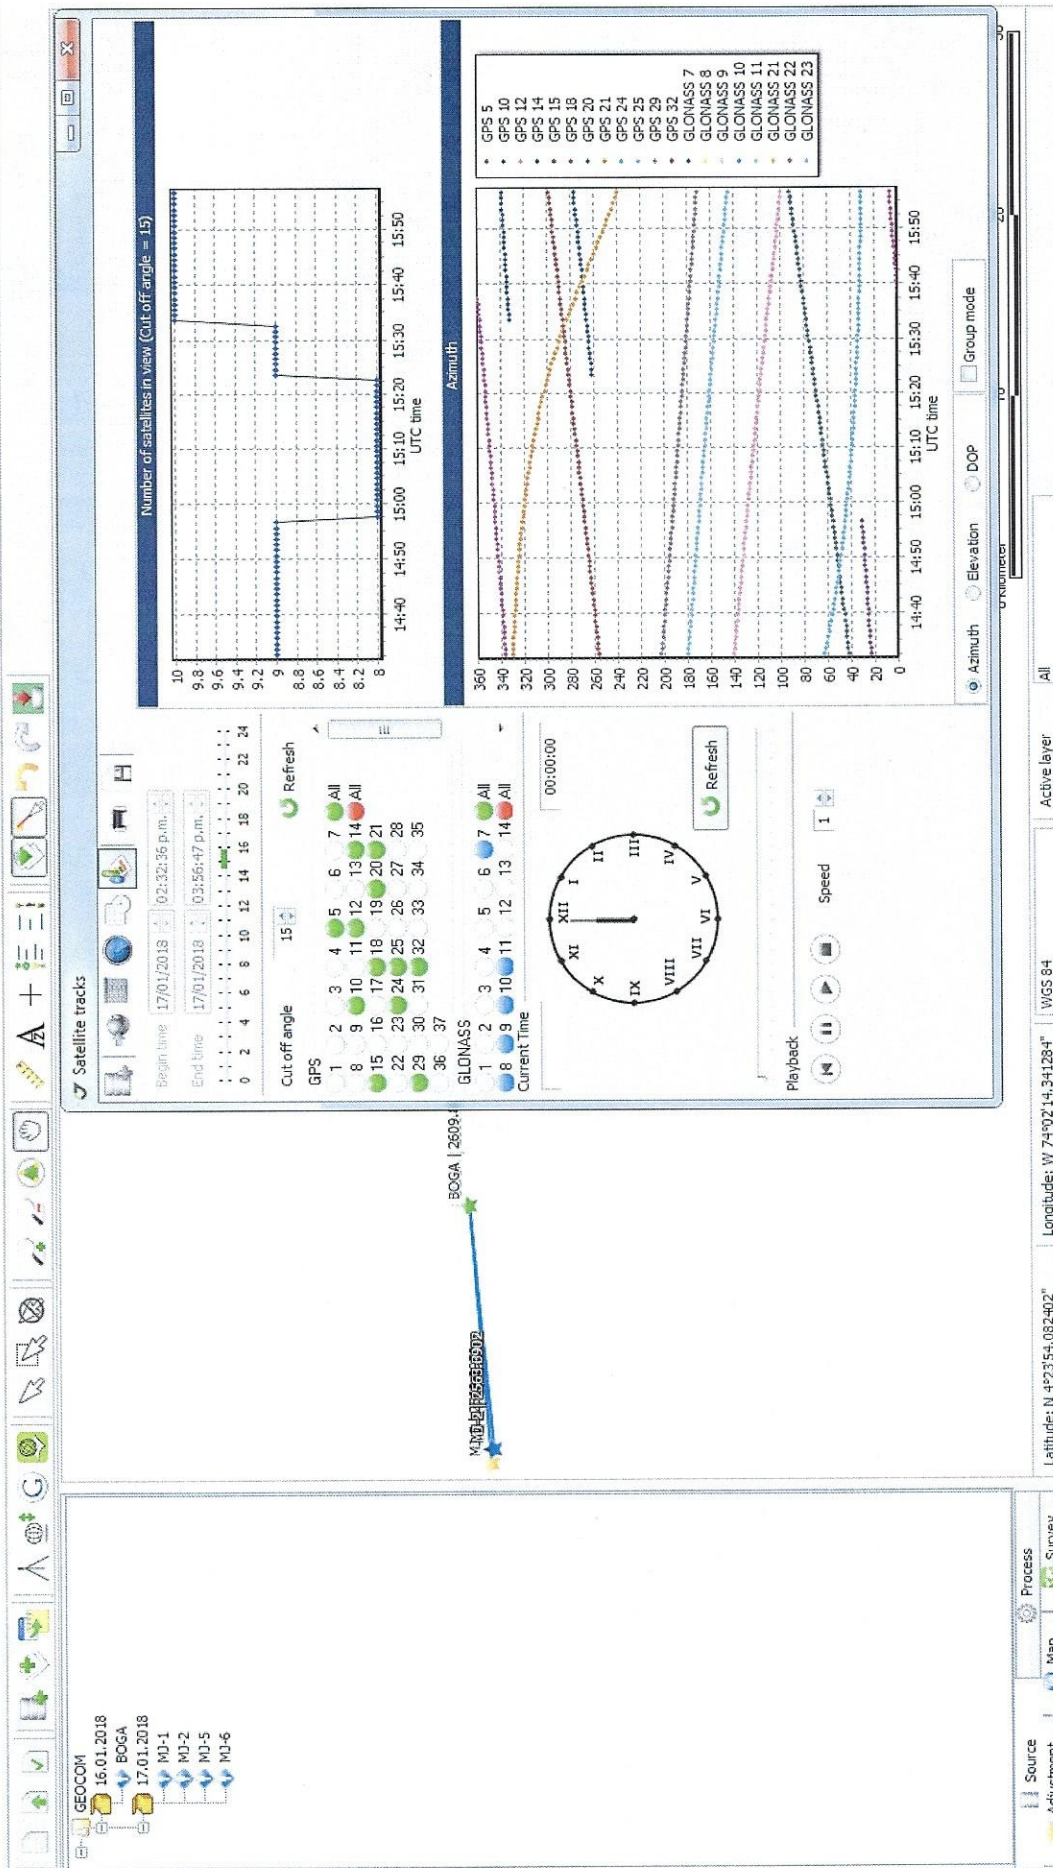 GEOCOM
16.01.2018
BOGA
17.01.2018
MJ-1
MJ-2
MJ-5
MJ-6
Source
Process
Adjustment
Map
Survey
BOGA | 2609.
Latitude: N 4°23'54.082402"
Longitude: W 74°02'14.341284"
WGS 84
Active layer
All
0 Kilometer
10
20
30
Satellite tracks
Begin time 17/01/2018 02:32:36 p.m.
End time 17/01/2018 03:56:47 p.m.
0 2 4 6 8 10 12 14 16 18 20 22 24
Cut off angle 15 Refresh
GPS
1 2 3 4 5 6 7 All
8 9 10 11 12 13 14 All
15 16 17 18 19 20 21
22 23 24 25 26 27 28
29 30 31 32 33 34 35
36 37
GLONASS
1 2 3 4 5 6 7 All
8 9 10 11 12 13 14 All
Current Time
00:00:00
XII
I
II
III
IV
V
VI
VII
VIII
IX
X
XI
Refresh
Playback
Speed 1
Number of satellites in view (Cut off angle = 15)
10
9.8
9.6
9.4
9.2
9
8.8
8.6
8.4
8.2
8
14:40 14:50 15:00 15:10 15:20 15:30 15:40 15:50
UTC time
Azimuth
360
340
320
300
280
260
240
220
200
180
160
140
120
100
80
60
40
20
0
14:40 14:50 15:00 15:10 15:20 15:30 15:40 15:50
UTC time
GPS 5
GPS 10
GPS 12
GPS 14
GPS 15
GPS 18
GPS 20
GPS 21
GPS 24
GPS 25
GPS 29
GPS 32
GLONASS 7
GLONASS 8
GLONASS 9
GLONASS 10
GLONASS 11
GLONASS 21
GLONASS 22
GLONASS 23
Azimuth Elevation DOP Group mode